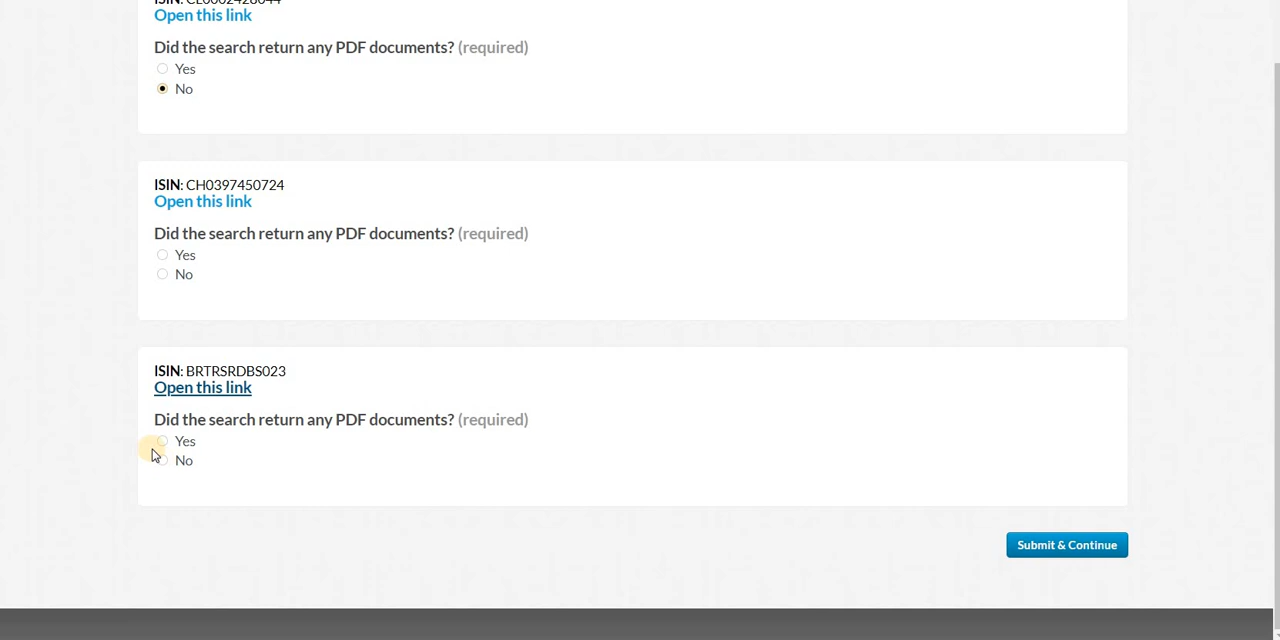 Open this link
Did the search return any PDF documents? (required)
Yes
No
ISIN: CH0397450724
Open this link
Did the search return any PDF documents? (required)
Yes
No
ISIN: BRTRSRDBS023
Open this link
Did the search return any PDF documents? (required)
Yes
No
Submit & Continue